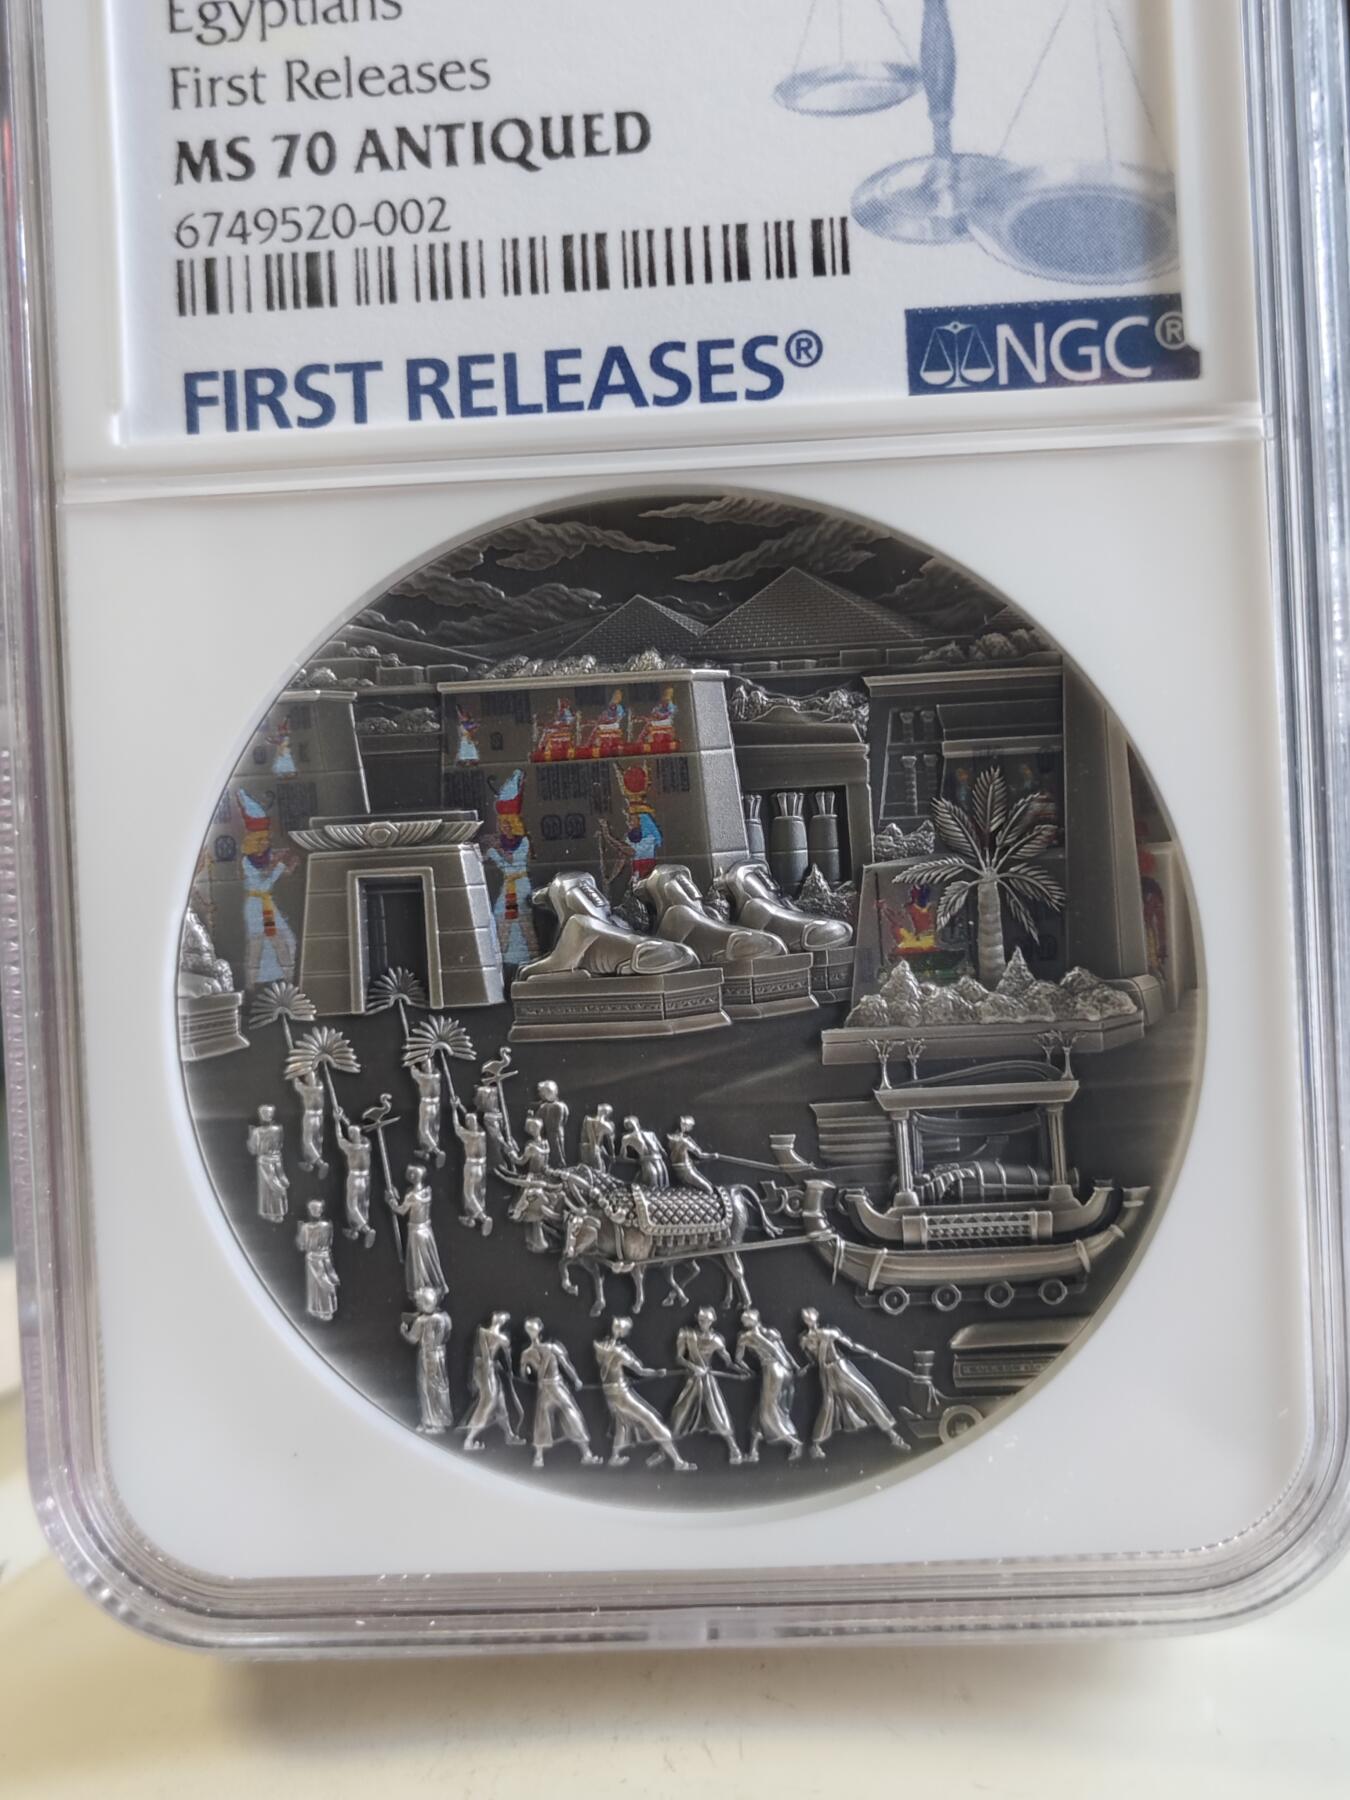 Egyptians
First Releases
MS 70 ANTIQUED
6749520-002
FIRST RELEASES®
NGC®